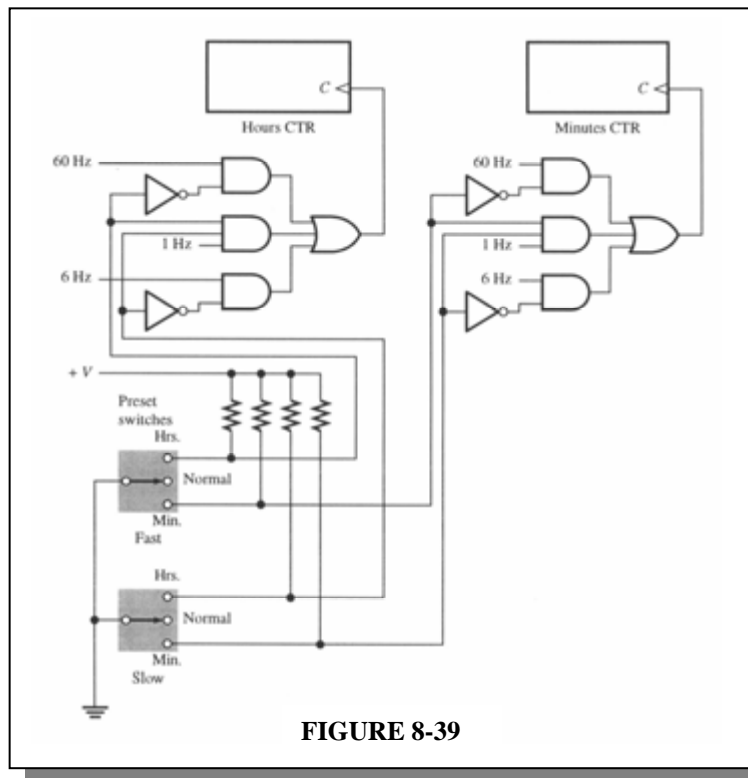 C
C
Hours CTR
Minutes CTR
60 Hz
60 Hz
1 Hz
1 Hz
6 Hz
6 Hz
+ V
Preset
switches
Hrs.
Normal
Min.
Fast
Hrs.
Normal
Min.
Slow
FIGURE 8-39